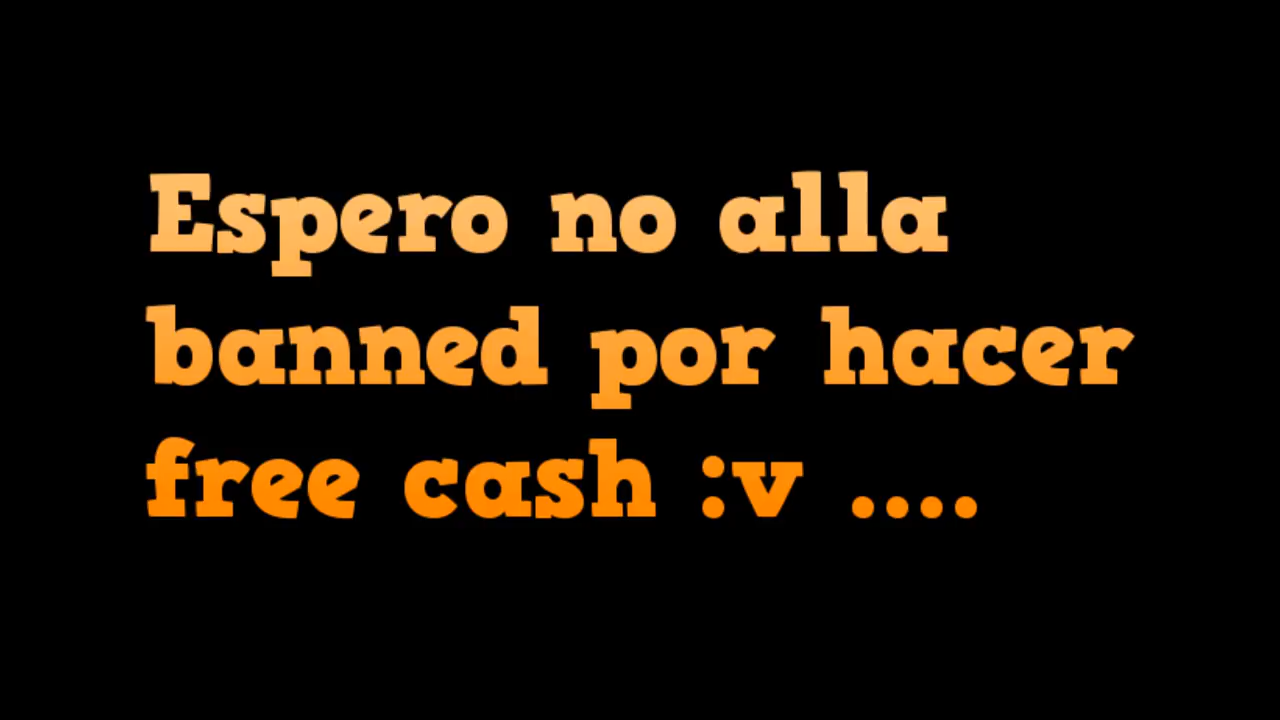 Espero no alla
banned por hacer
free cash :v ....